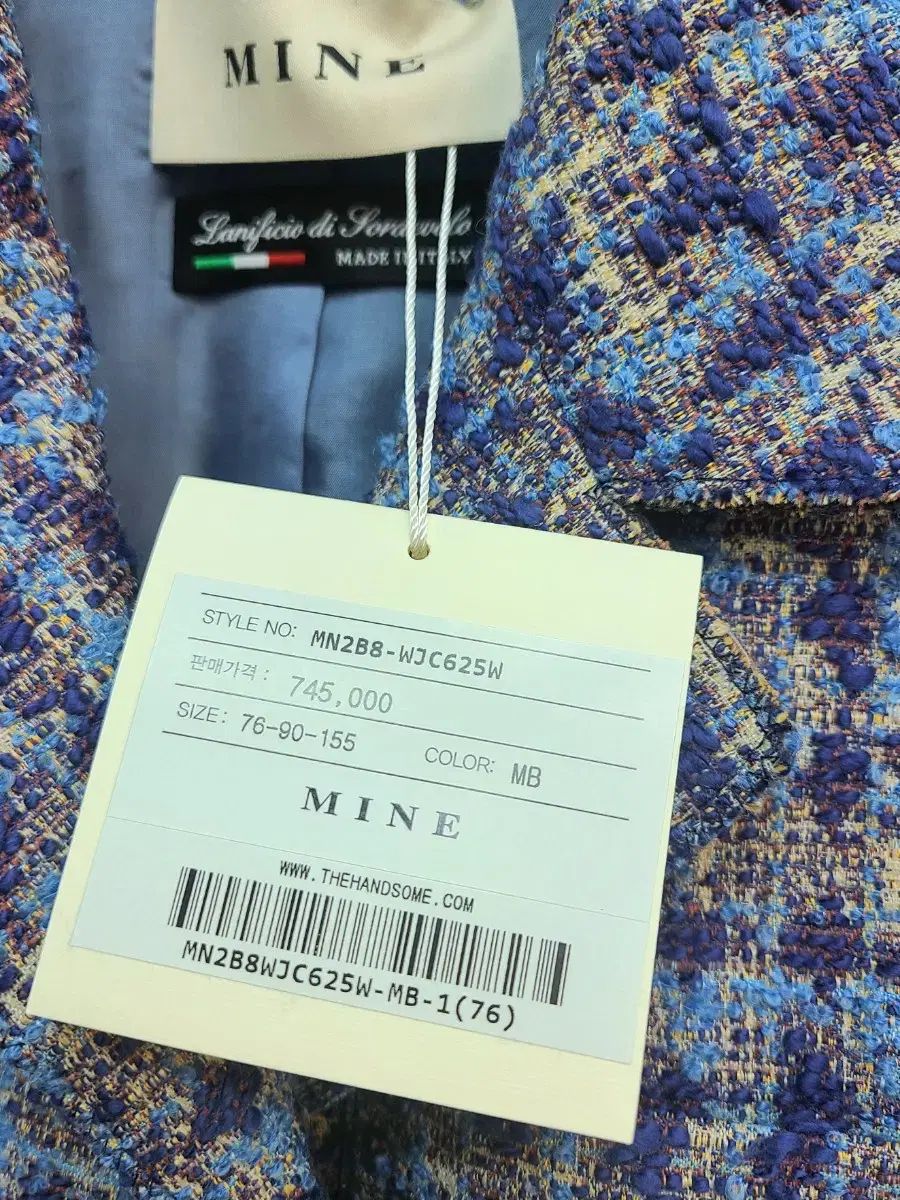 MINE
Lanificio di
MADE IN ITALY
STYLE NO: MN2B8-WJC625W
판매가격 : 745,000
SIZE: 76-90-155 COLOR: MB
MINE
WWW.THEHANDSOME.COM
MN2B8WJC625W-MB-1(76)